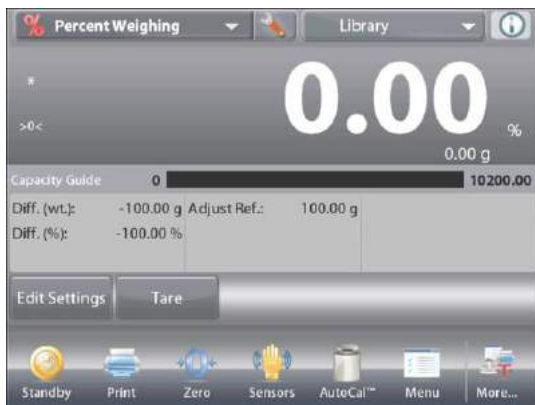 % Percent Weighing Library
*
>0<
0.00 %
0.00 g
Capacity Guide 0 10200.00
Diff. (wt.): -100.00 g Adjust Ref.: 100.00 g
Diff. (%): -100.00 %
Edit Settings Tare
Standby Print Zero Sensors AutoCal™ Menu More...